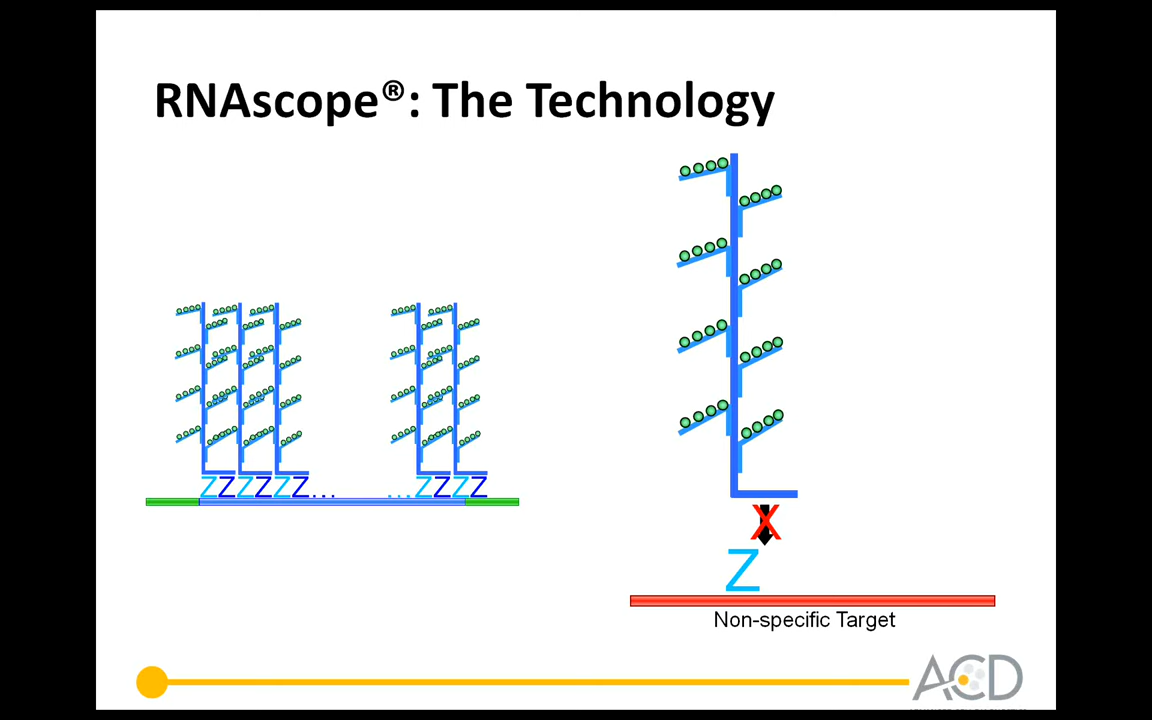 RNAscope®: The Technology
ZZZZZZ...
...ZZZZ
X
Z
Non-specific Target
ACD